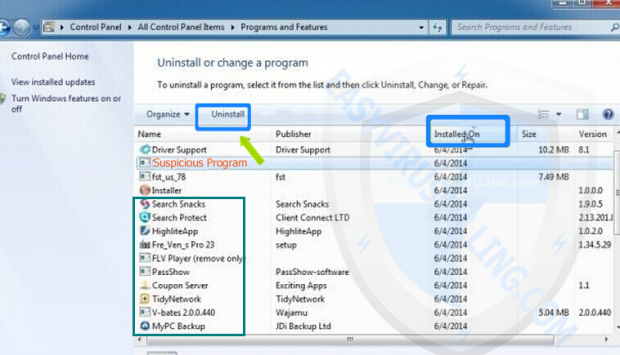 Control Panel ▸ All Control Panel Items ▸ Programs and Features
Search Programs and Features
Control Panel Home
View installed updates
Turn Windows features on or
off
Uninstall or change a program
To uninstall a program, select it from the list and then click Uninstall, Change, or Repair.
Organize Uninstall
Name Publisher Installed On Size Version
Driver Support Driver Support 6/4/2014 10.2 MB 8.1
Suspicious Program 6/4/2014
fst_us_78 fst 6/4/2014 7.49 MB
Installer 6/4/2014 1.0.0.0
Search Snacks Search Snacks 6/4/2014 1.9.0.5
Search Protect Client Connect LTD 6/4/2014 2.13.201.
HighliteApp HighliteApp 6/4/2014 1.0.2.0
Fre_Ven_s Pro 23 setup 6/4/2014 1.34.5.29
FLV Player (remove only) 6/4/2014
PassShow PassShow-software 6/4/2014
Coupon Server Exciting Apps 6/4/2014 1.1
TidyNetwork TidyNetwork 6/4/2014
V-bates 2.0.0.440 Wajamu 6/4/2014 5.04 MB 2.0.0.440
MyPC Backup JDi Backup Ltd 6/4/2014